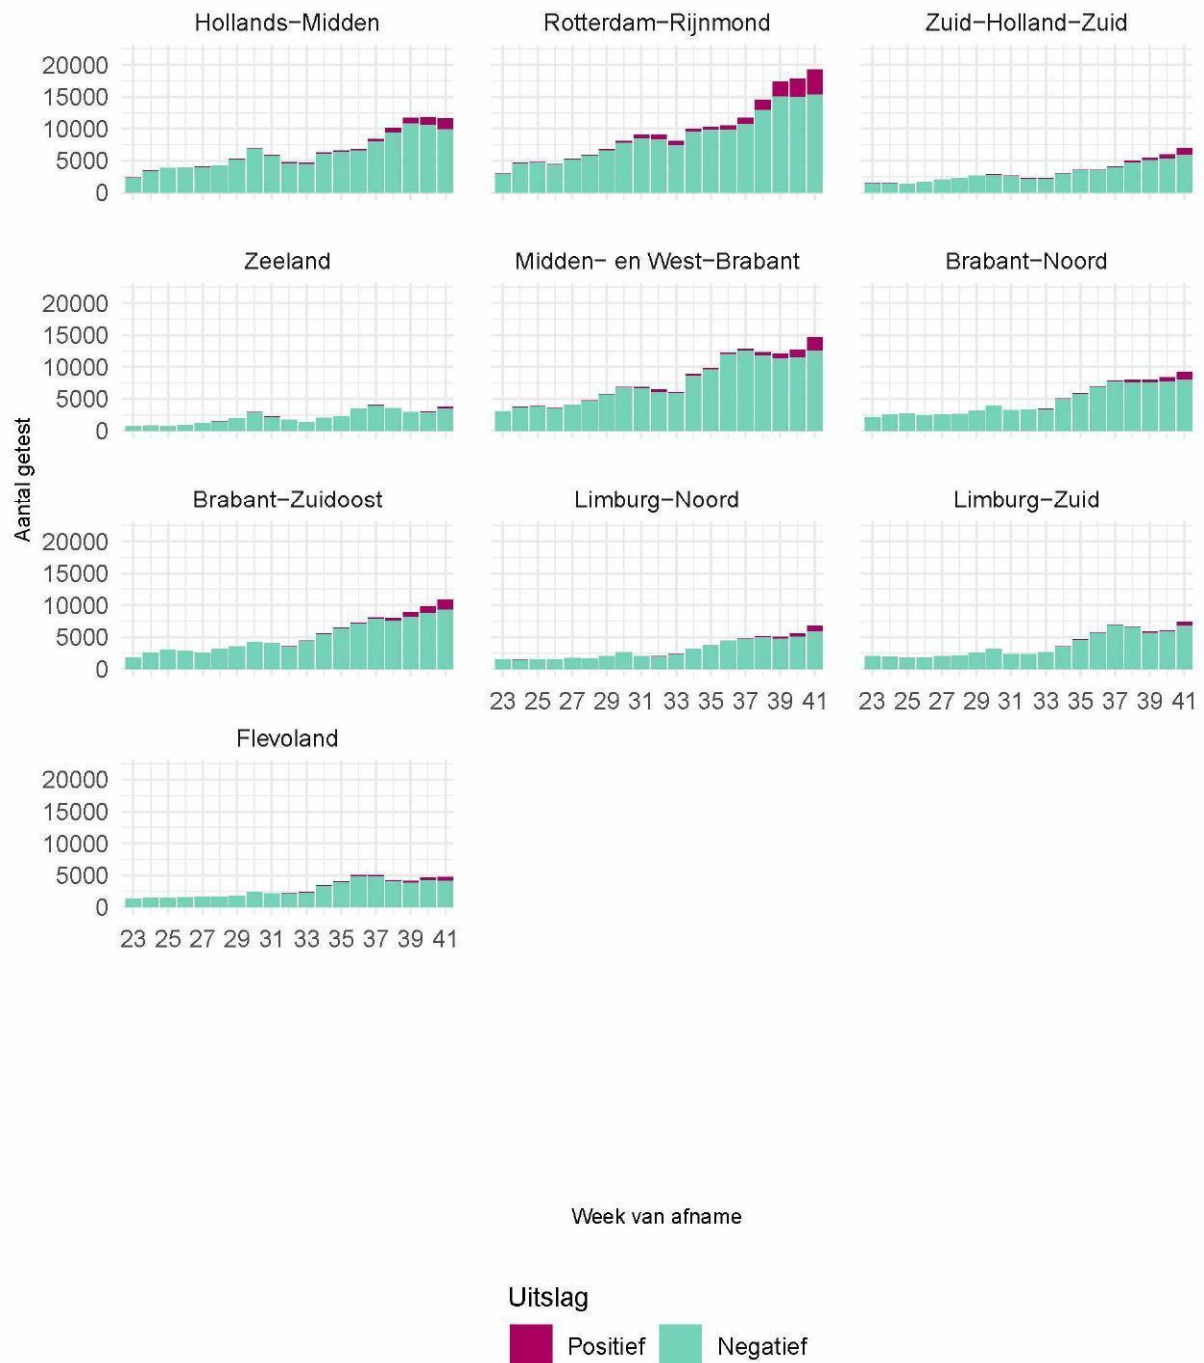 Hollands-Midden Rotterdam-Rijnmond Zuid-Holland-Zuid
20000
15000
10000
5000
0
Zeeland Midden- en West-Brabant Brabant-Noord
20000
15000
10000
5000
0
Aantal getest
Brabant-Zuidoost Limburg-Noord Limburg-Zuid
20000
15000
10000
5000
0
23 25 27 29 31 33 35 37 39 41 23 25 27 29 31 33 35 37 39 41
Flevoland
20000
15000
10000
5000
0
23 25 27 29 31 33 35 37 39 41
Week van afname
Uitslag
Positief Negatief